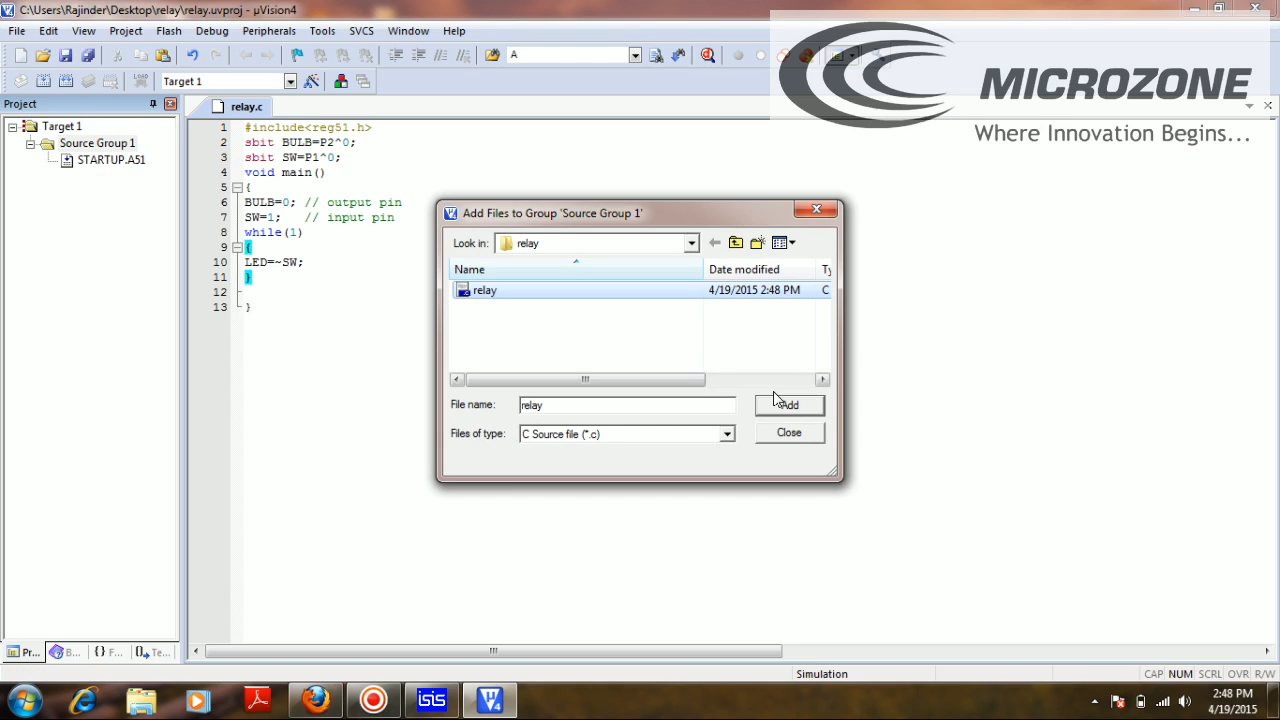 C:\Users\Rajinder\Desktop\relay\relay.uvproj - µVision4
File Edit View Project Flash Debug Peripherals Tools SVCS Window Help
A
Target 1
MICROZONE
Where Innovation Begins...
Project
relay.c
Target 1
Source Group 1
STARTUP.A51
1 #include<reg51.h>
2 sbit BULB=P2^0;
3 sbit SW=P1^0;
4 void main()
5 {
6 BULB=0; // output pin
7 SW=1; // input pin
8 while(1)
9 {
10 LED=~SW;
11 }
12
13 }
Add Files to Group 'Source Group 1'
Look in: relay
Name Date modified Ty
relay 4/19/2015 2:48 PM C
File name: relay Add
Files of type: C Source file (*.c) Close
Pr... B... {} F... Te...
Simulation CAP NUM SCRL OVR R/W
isis
2:48 PM
4/19/2015